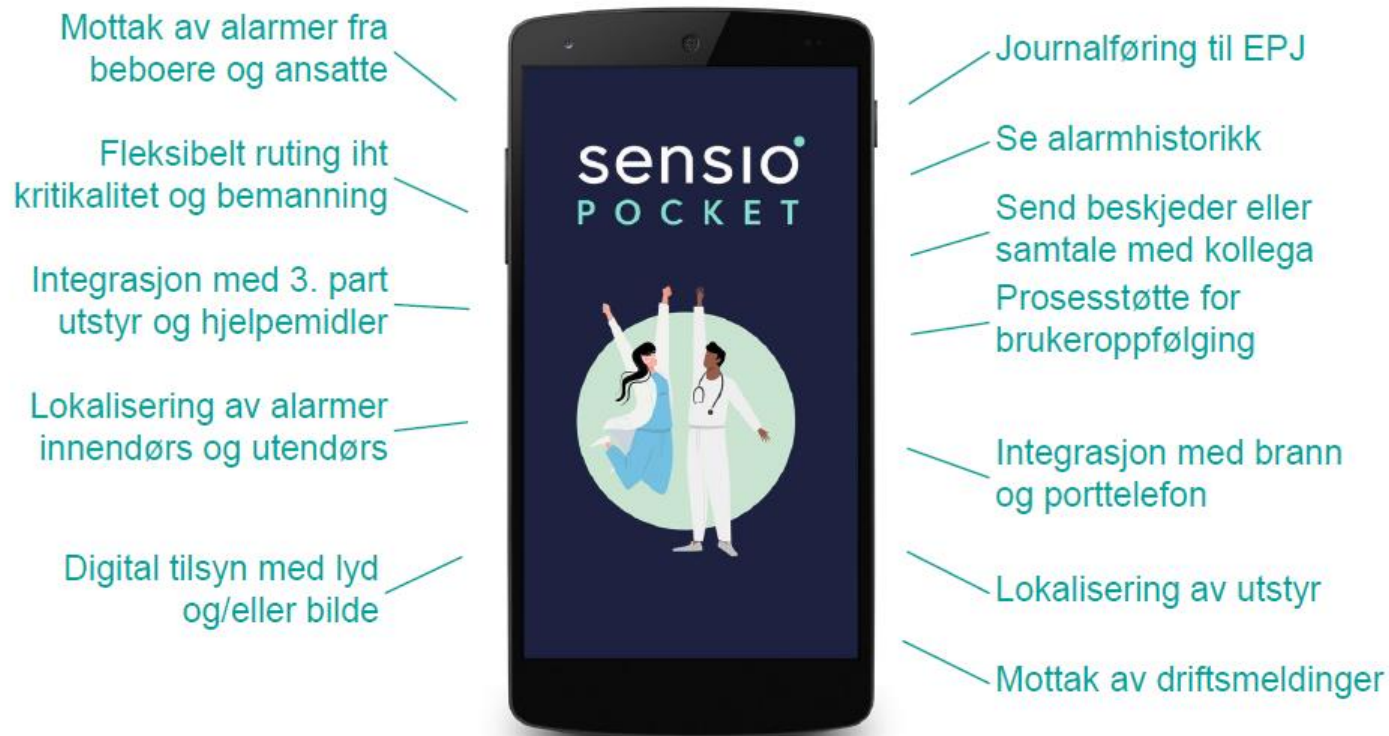 Mottak av alarmer fra
beboere og ansatte
Fleksibelt ruting iht
kritikalitet og bemanning
Integrasjon med 3. part
utstyr og hjelpemidler
Lokalisering av alarmer
innendørs og utendørs
Digital tilsyn med lyd
og/eller bilde
sensio
POCKET
Journalføring til EPJ
Se alarmhistorikk
Send beskjeder eller
samtale med kollega
Prosesstøtte for
brukeroppfølging
Integrasjon med brann
og porttelefon
Lokalisering av utstyr
Mottak av driftsmeldinger